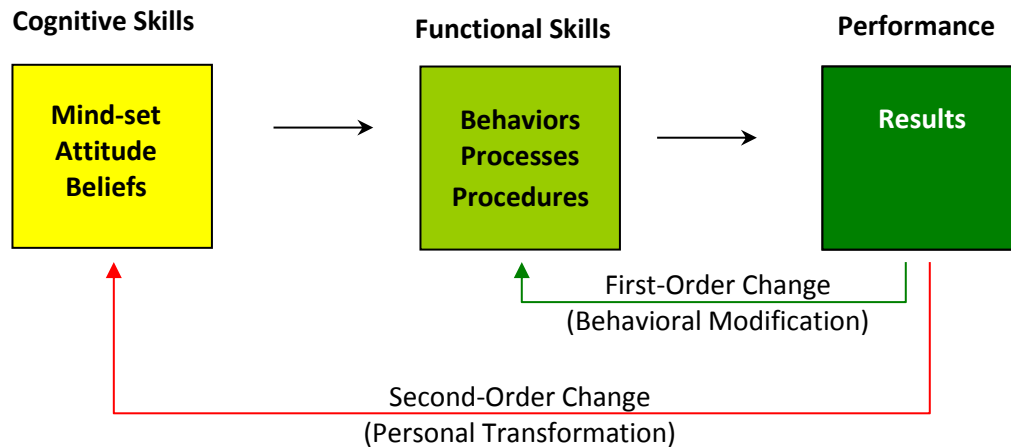 Cognitive Skills
Functional Skills
Performance
Mind-set
Attitude
Beliefs
Behaviors
Processes
Procedures
Results
First-Order Change
(Behavioral Modification)
Second-Order Change
(Personal Transformation)